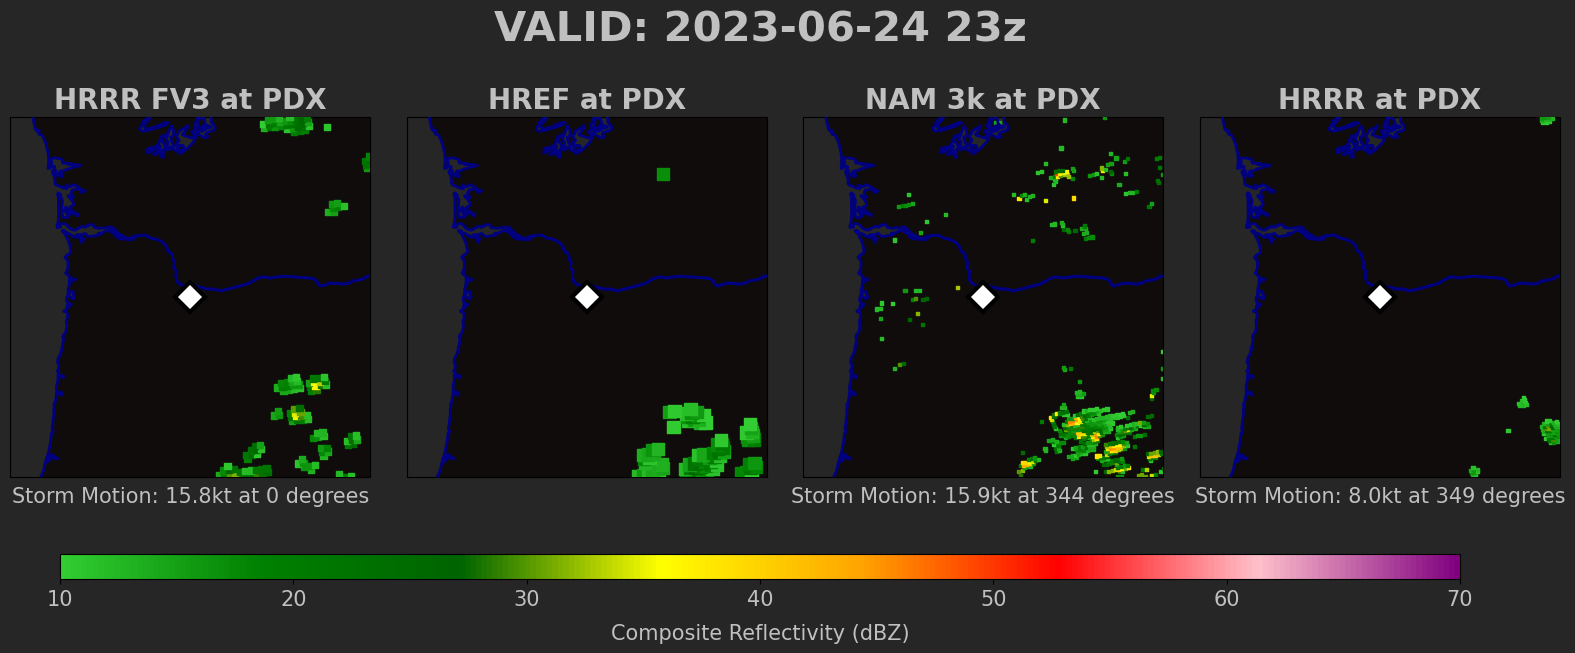 VALID: 2023-06-24 23z
HRRR FV3 at PDX
HREF at PDX
NAM 3k at PDX
HRRR at PDX
Storm Motion: 15.8kt at 0 degrees
Storm Motion: 15.9kt at 344 degrees
Storm Motion: 8.0kt at 349 degrees
10 20 30 40 50 60 70
Composite Reflectivity (dBZ)